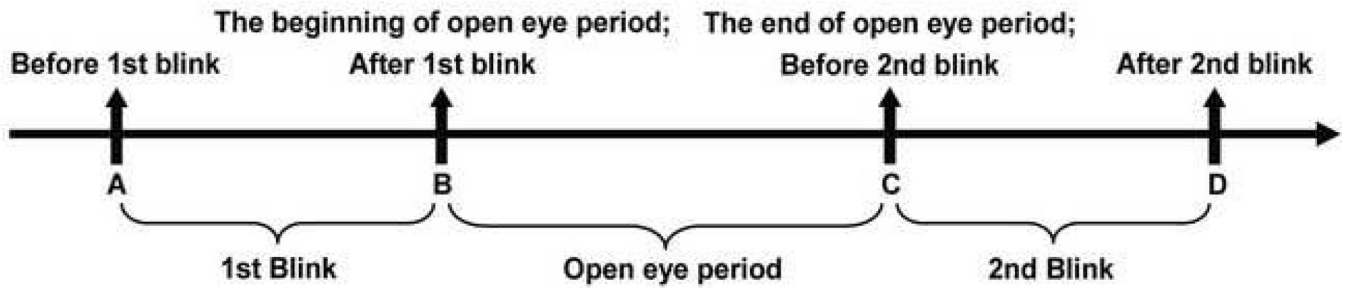 The beginning of open eye period; The end of open eye period;
Before 1st blink After 1st blink Before 2nd blink After 2nd blink
A B C D
1st Blink Open eye period 2nd Blink